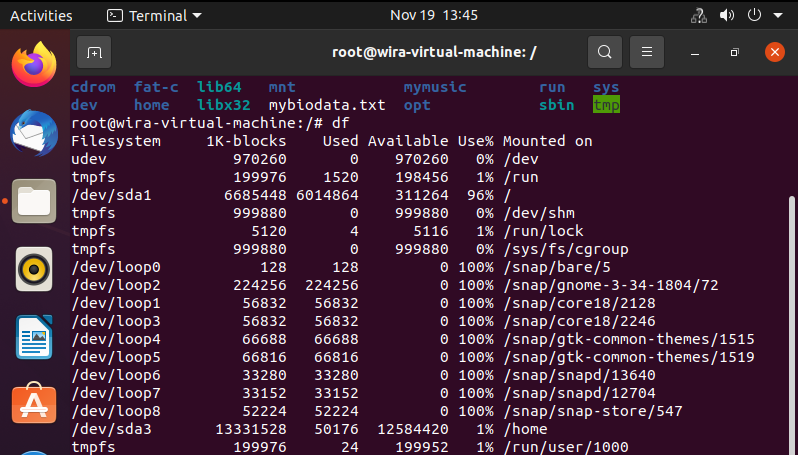 Activities Terminal Nov 19 13:45
root@wira-virtual-machine: /
cdrom fat-c lib64 mnt mymusic run sys
dev home libx32 mybiodata.txt opt sbin tmp
root@wira-virtual-machine:/# df
Filesystem 1K-blocks Used Available Use% Mounted on
udev 970260 0 970260 0% /dev
tmpfs 199976 1520 198456 1% /run
/dev/sda1 6685448 6014864 311264 96% /
tmpfs 999880 0 999880 0% /dev/shm
tmpfs 5120 4 5116 1% /run/lock
tmpfs 999880 0 999880 0% /sys/fs/cgroup
/dev/loop0 128 128 0 100% /snap/bare/5
/dev/loop2 224256 224256 0 100% /snap/gnome-3-34-1804/72
/dev/loop1 56832 56832 0 100% /snap/core18/2128
/dev/loop3 56832 56832 0 100% /snap/core18/2246
/dev/loop4 66688 66688 0 100% /snap/gtk-common-themes/1515
/dev/loop5 66816 66816 0 100% /snap/gtk-common-themes/1519
/dev/loop6 33280 33280 0 100% /snap/snapd/13640
/dev/loop7 33152 33152 0 100% /snap/snapd/12704
/dev/loop8 52224 52224 0 100% /snap/snap-store/547
/dev/sda3 13331528 50176 12584420 1% /home
tmpfs 199976 24 199952 1% /run/user/1000